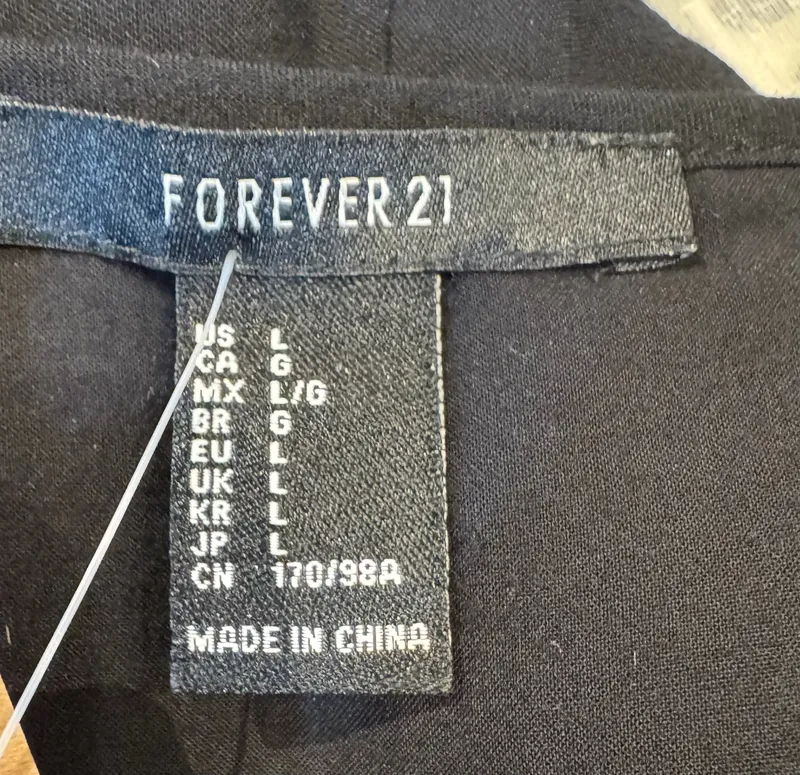 FOREVER 21
US L
CA G
MX L/G
BR G
EU L
UK L
KR L
JP L
CN 170/98A
MADE IN CHINA